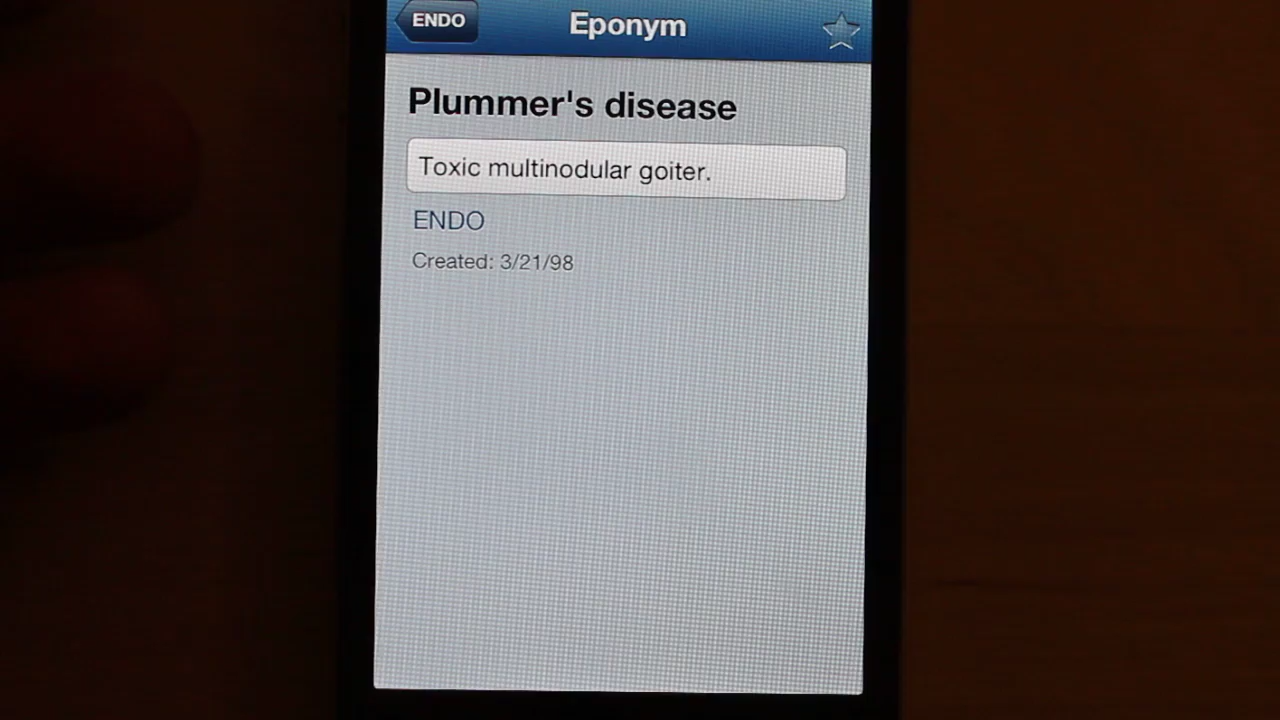 ENDO
Eponym
Plummer's disease
Toxic multinodular goiter.
ENDO
Created: 3/21/98